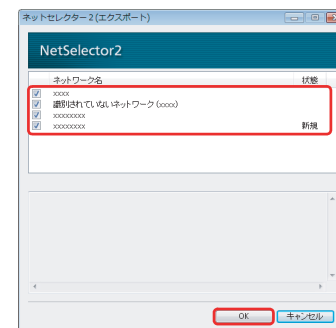 ネットセレクター2(エクスポート)
NetSelector2
ネットワーク名 状態
xxxx
識別されていないネットワーク (xxxx)
xxxxxxxx
xxxxxxxx 新規
OK キャンセル